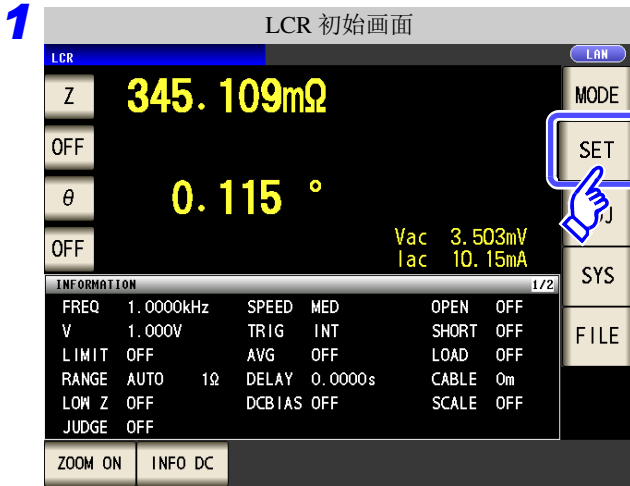 1
LCR 初始画面
LCR
LAN
Z
345.109mΩ
MODE
OFF
SET
θ
0.115 °
OFF
Vac 3.503mV
Iac 10.15mA
SYS
INFORMATION
1/2
FREQ 1.0000kHz SPEED MED OPEN OFF
V 1.000V TRIG INT SHORT OFF
FILE
LIMIT OFF AVG OFF LOAD OFF
RANGE AUTO 1Ω DELAY 0.0000s CABLE 0m
LOW Z OFF DCBIAS OFF SCALE OFF
JUDGE OFF
ZOOM ON INFO DC